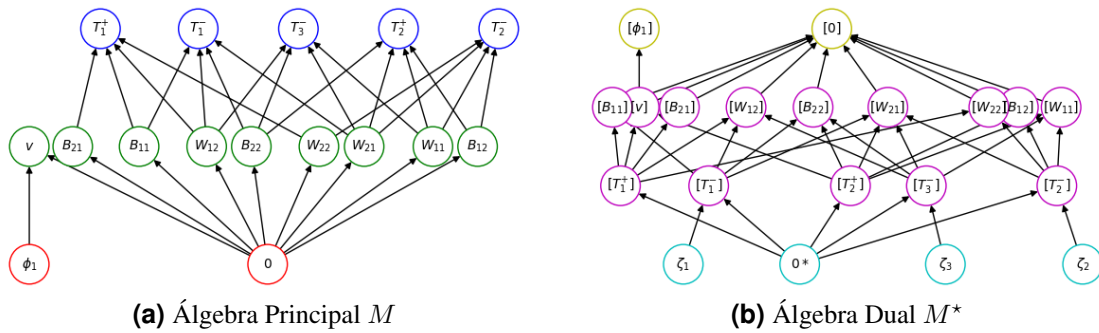 T₁⁺ T₁⁻ T₃⁻ T₂⁺ T₂⁻
v B₂₁ B₁₁ W₁₂ B₂₂ W₂₂ W₂₁ W₁₁ B₁₂
ϕ₁ 0
(a) Álgebra Principal M
[ϕ₁] [0]
[B₁₁] [v] [B₂₁] [W₁₂] [B₂₂] [W₂₁] [W₂₂] [B₁₂] [W₁₁]
[T₁⁺] [T₁⁻] [T₂⁺] [T₃⁻] [T₂⁻]
ζ₁ 0* ζ₃ ζ₂
(b) Álgebra Dual M⋆